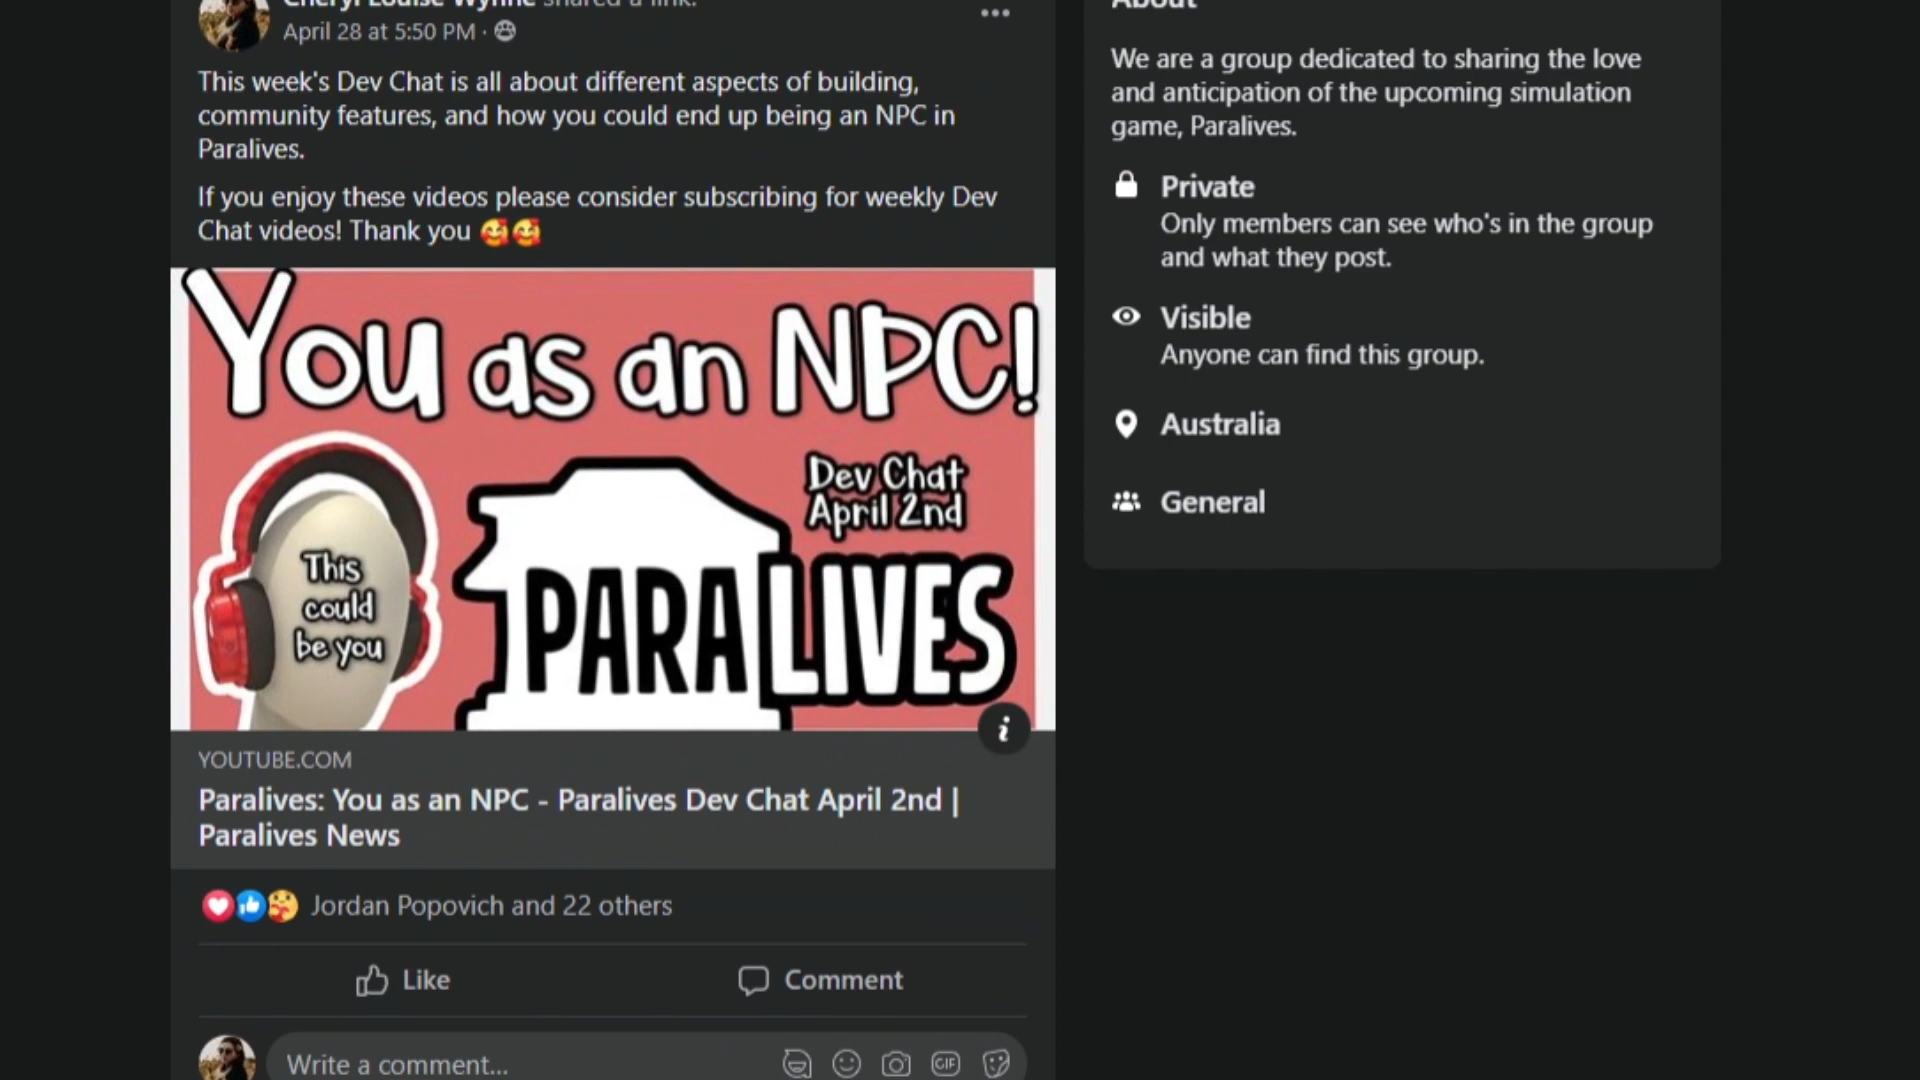 Cheryl Louise Wynne shared a link.
April 28 at 5:50 PM ·
This week's Dev Chat is all about different aspects of building,
community features, and how you could end up being an NPC in
Paralives.
If you enjoy these videos please consider subscribing for weekly Dev
Chat videos! Thank you 🥰🥰
You as an NPC!
Dev Chat
April 2nd
This
could
be you
PARALIVES
YOUTUBE.COM
Paralives: You as an NPC - Paralives Dev Chat April 2nd |
Paralives News
Jordan Popovich and 22 others
Like
Comment
Write a comment...
GIF
About
We are a group dedicated to sharing the love
and anticipation of the upcoming simulation
game, Paralives.
Private
Only members can see who's in the group
and what they post.
Visible
Anyone can find this group.
Australia
General